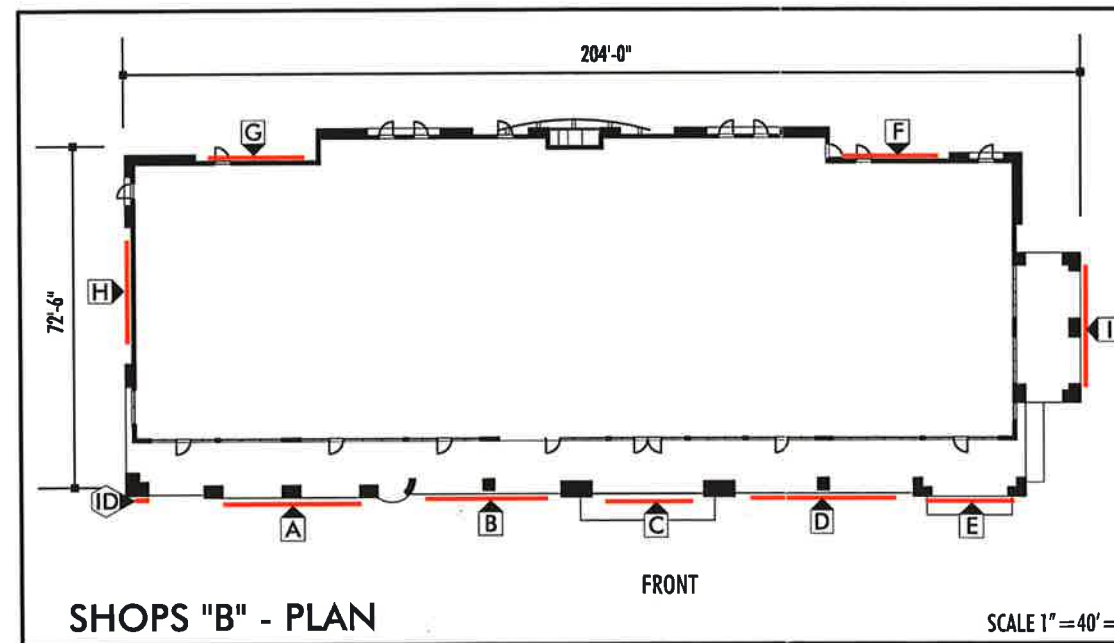 204'-0"
G
F
72'-6"
H
I
ID
A
B
C
D
E
FRONT
SHOPS "B" - PLAN
SCALE 1"=40'=